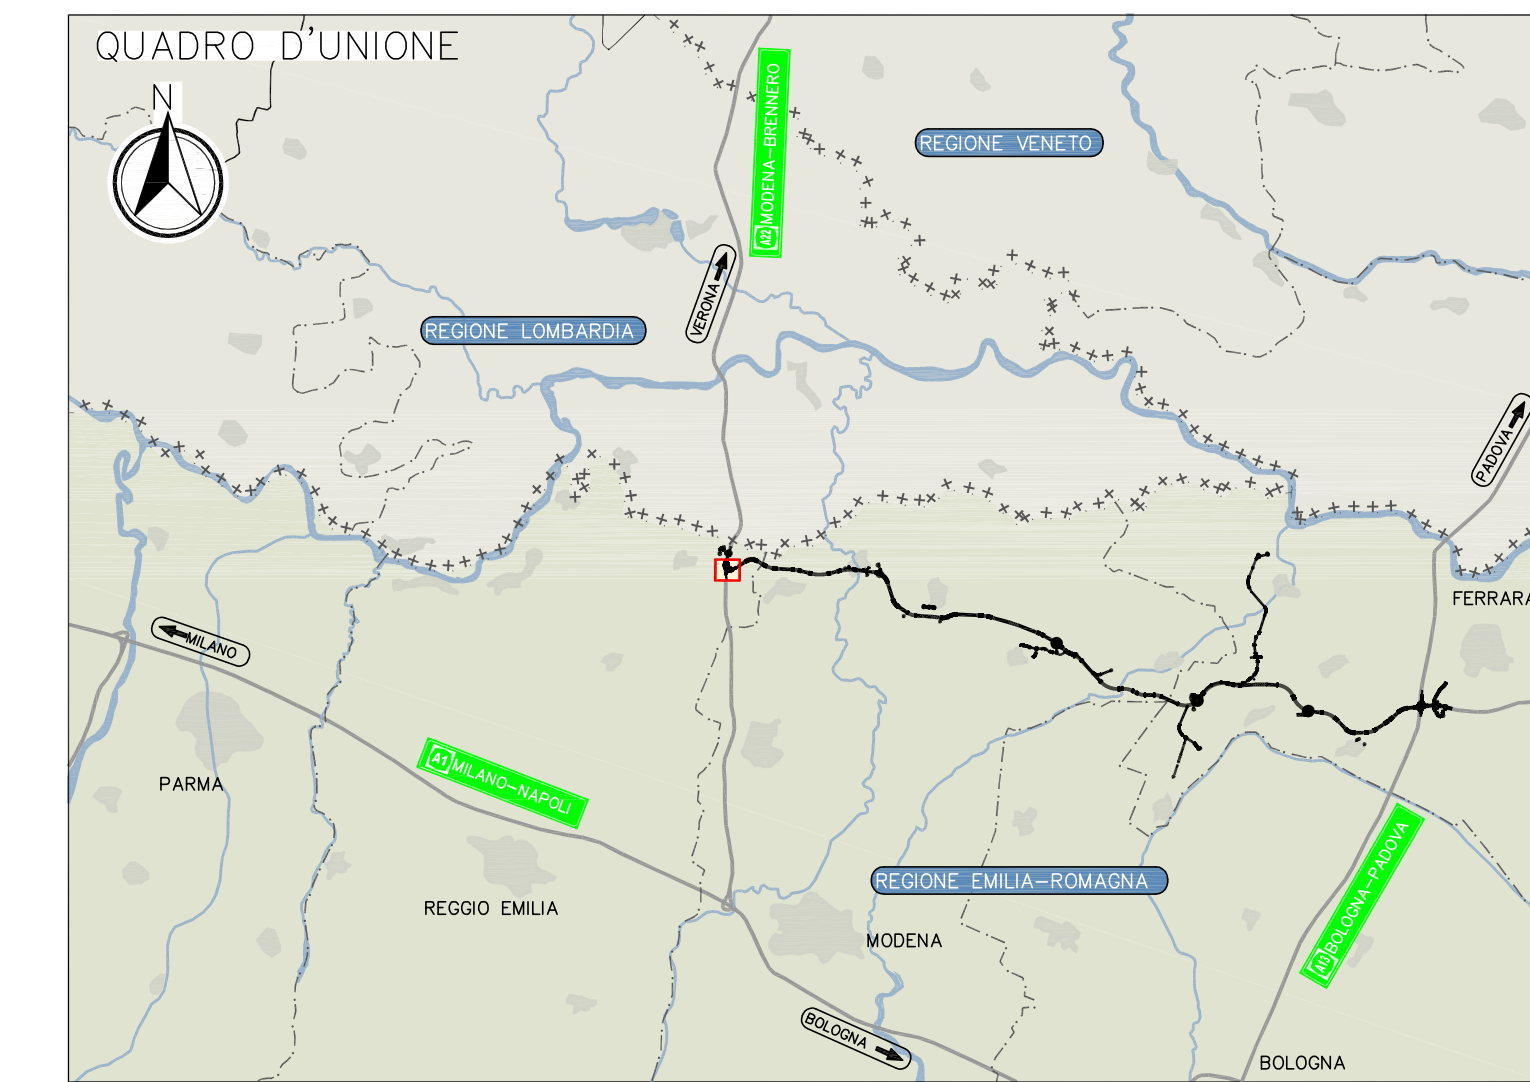 QUADRO D'UNIONE
N
A22 MODENA-BRENNERO
REGIONE VENETO
VERONA
REGIONE LOMBARDIA
PADOVA
FERRARA
MILANO
A1 MILANO-NAPOLI
PARMA
REGIONE EMILIA-ROMAGNA
A13 BOLOGNA-PADOVA
REGGIO EMILIA
MODENA
BOLOGNA
BOLOGNA